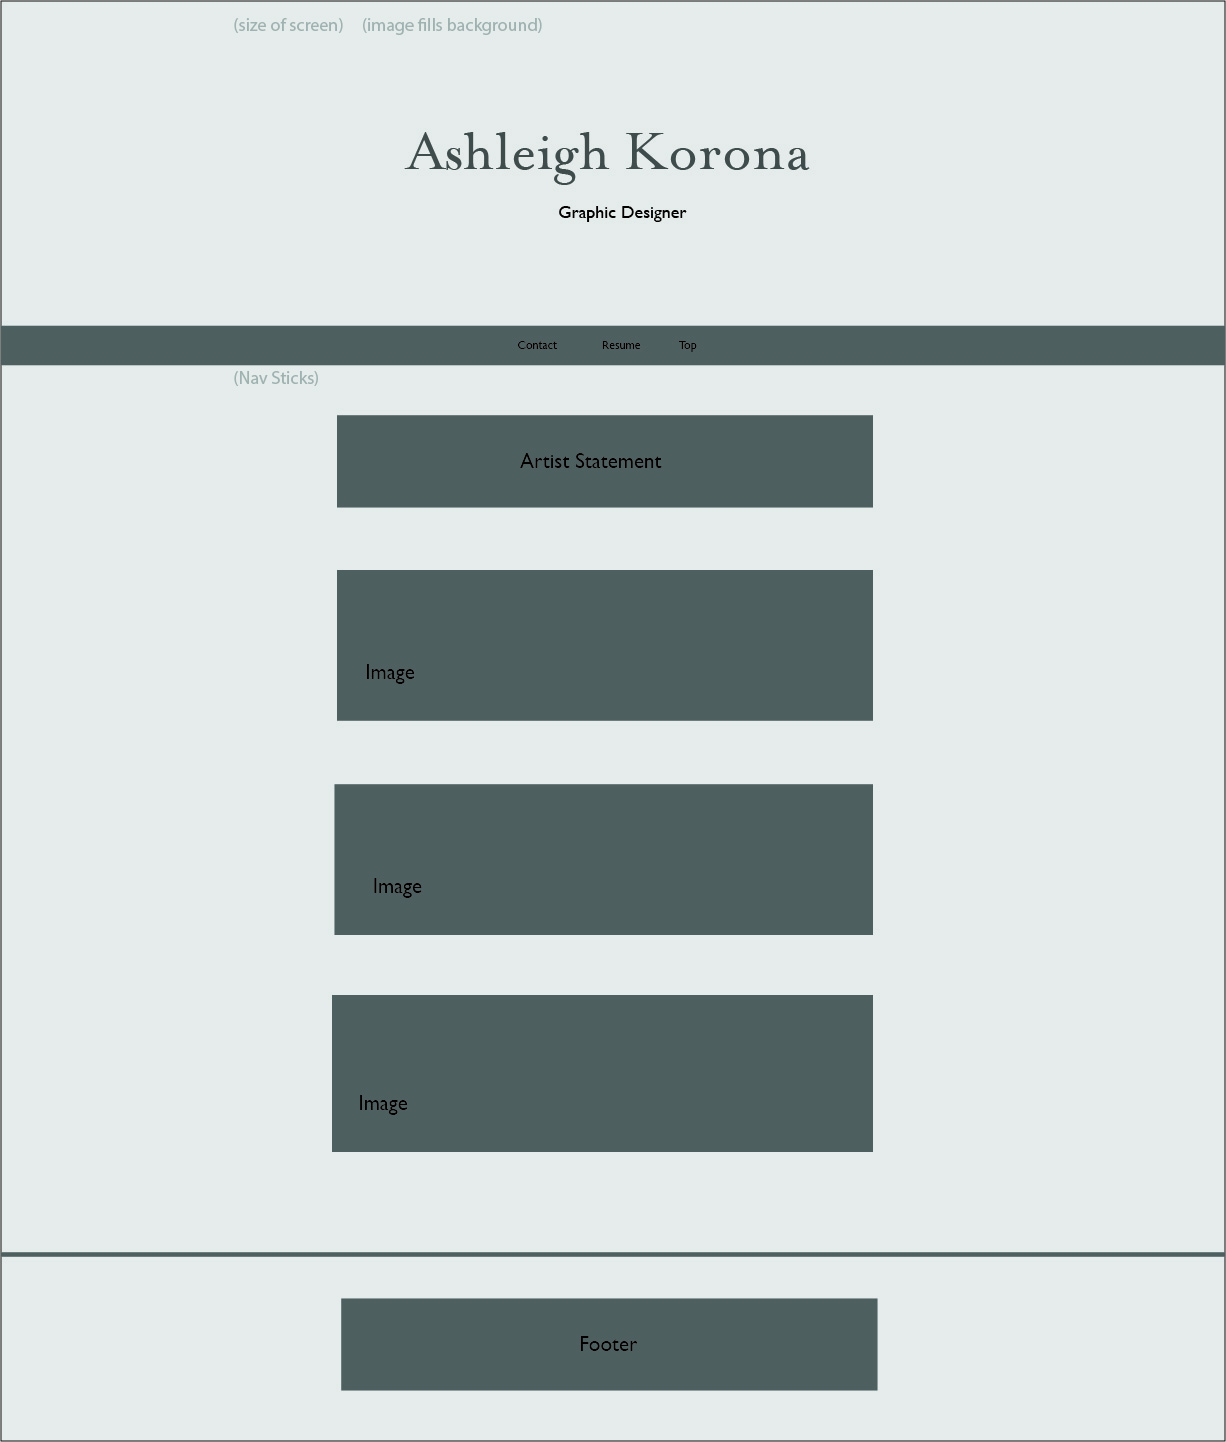 (size of screen) (image fills background)
Ashleigh Korona
Graphic Designer
Contact Resume Top
(Nav Sticks)
Artist Statement
Image
Image
Image
Footer